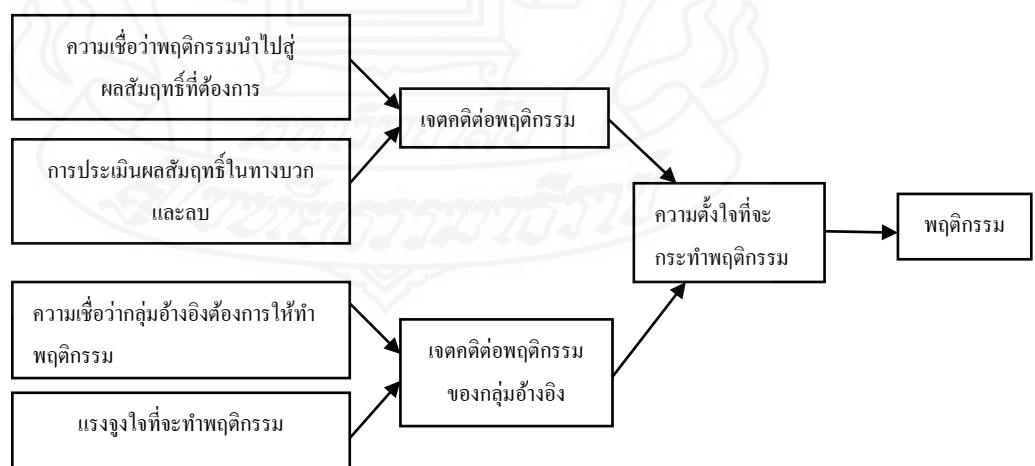 ความเชื่อว่าพฤติกรรมนำไปสู่
ผลสัมฤทธิ์ที่ต้องการ
การประเมินผลสัมฤทธิ์ในทางบวก
และลบ
เจตคติต่อพฤติกรรม
ความเชื่อว่ากลุ่มอ้างอิงต้องการให้ทำ
พฤติกรรม
แรงจูงใจที่จะทำพฤติกรรม
เจตคติต่อพฤติกรรม
ของกลุ่มอ้างอิง
ความตั้งใจที่จะ
กระทำพฤติกรรม
พฤติกรรม